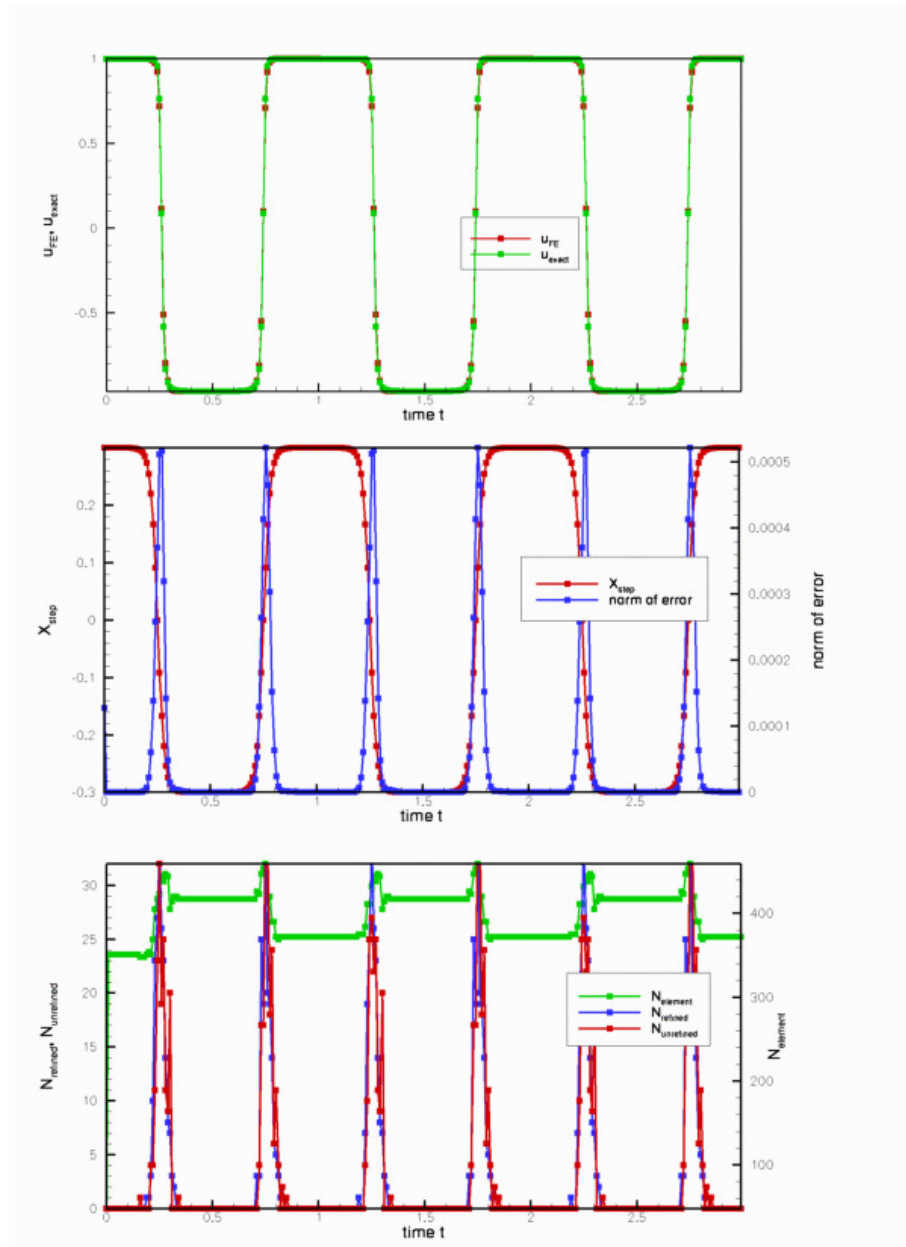 1
0.5
0
-0.5
u_FE, u_exact
u_FE
u_exact
0 0.5 1 1.5 2 2.5
time t
0.2
0.1
0
-0.1
-0.2
-0.3
X_step
X_step
norm of error
0.0005
0.0004
0.0003
0.0002
0.0001
0
norm of error
0 0.5 1 1.5 2 2.5
time t
30
25
20
15
10
5
0
N_refined, N_unrefined
N_element
N_refined
N_unrefined
400
300
200
100
N_element
0 0.5 1 1.5 2 2.5
time t